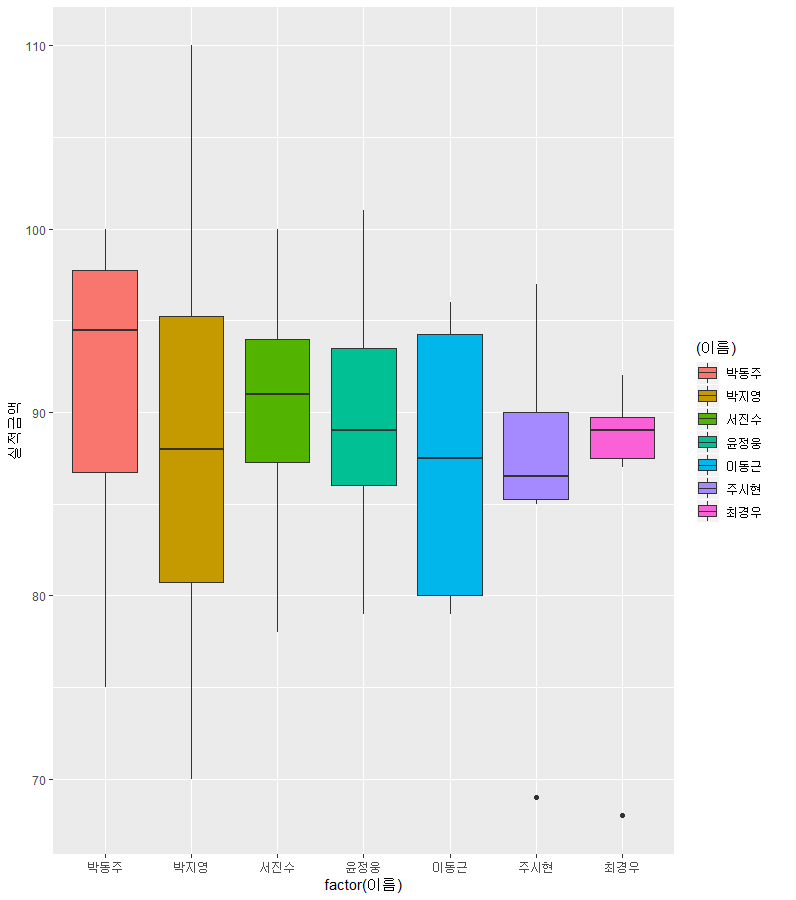 110
100
90
80
70
실적금액
박동주
박지영
서진수
윤정웅
이동근
주시현
최경우
factor(이름)
(이름)
박동주
박지영
서진수
윤정웅
이동근
주시현
최경우